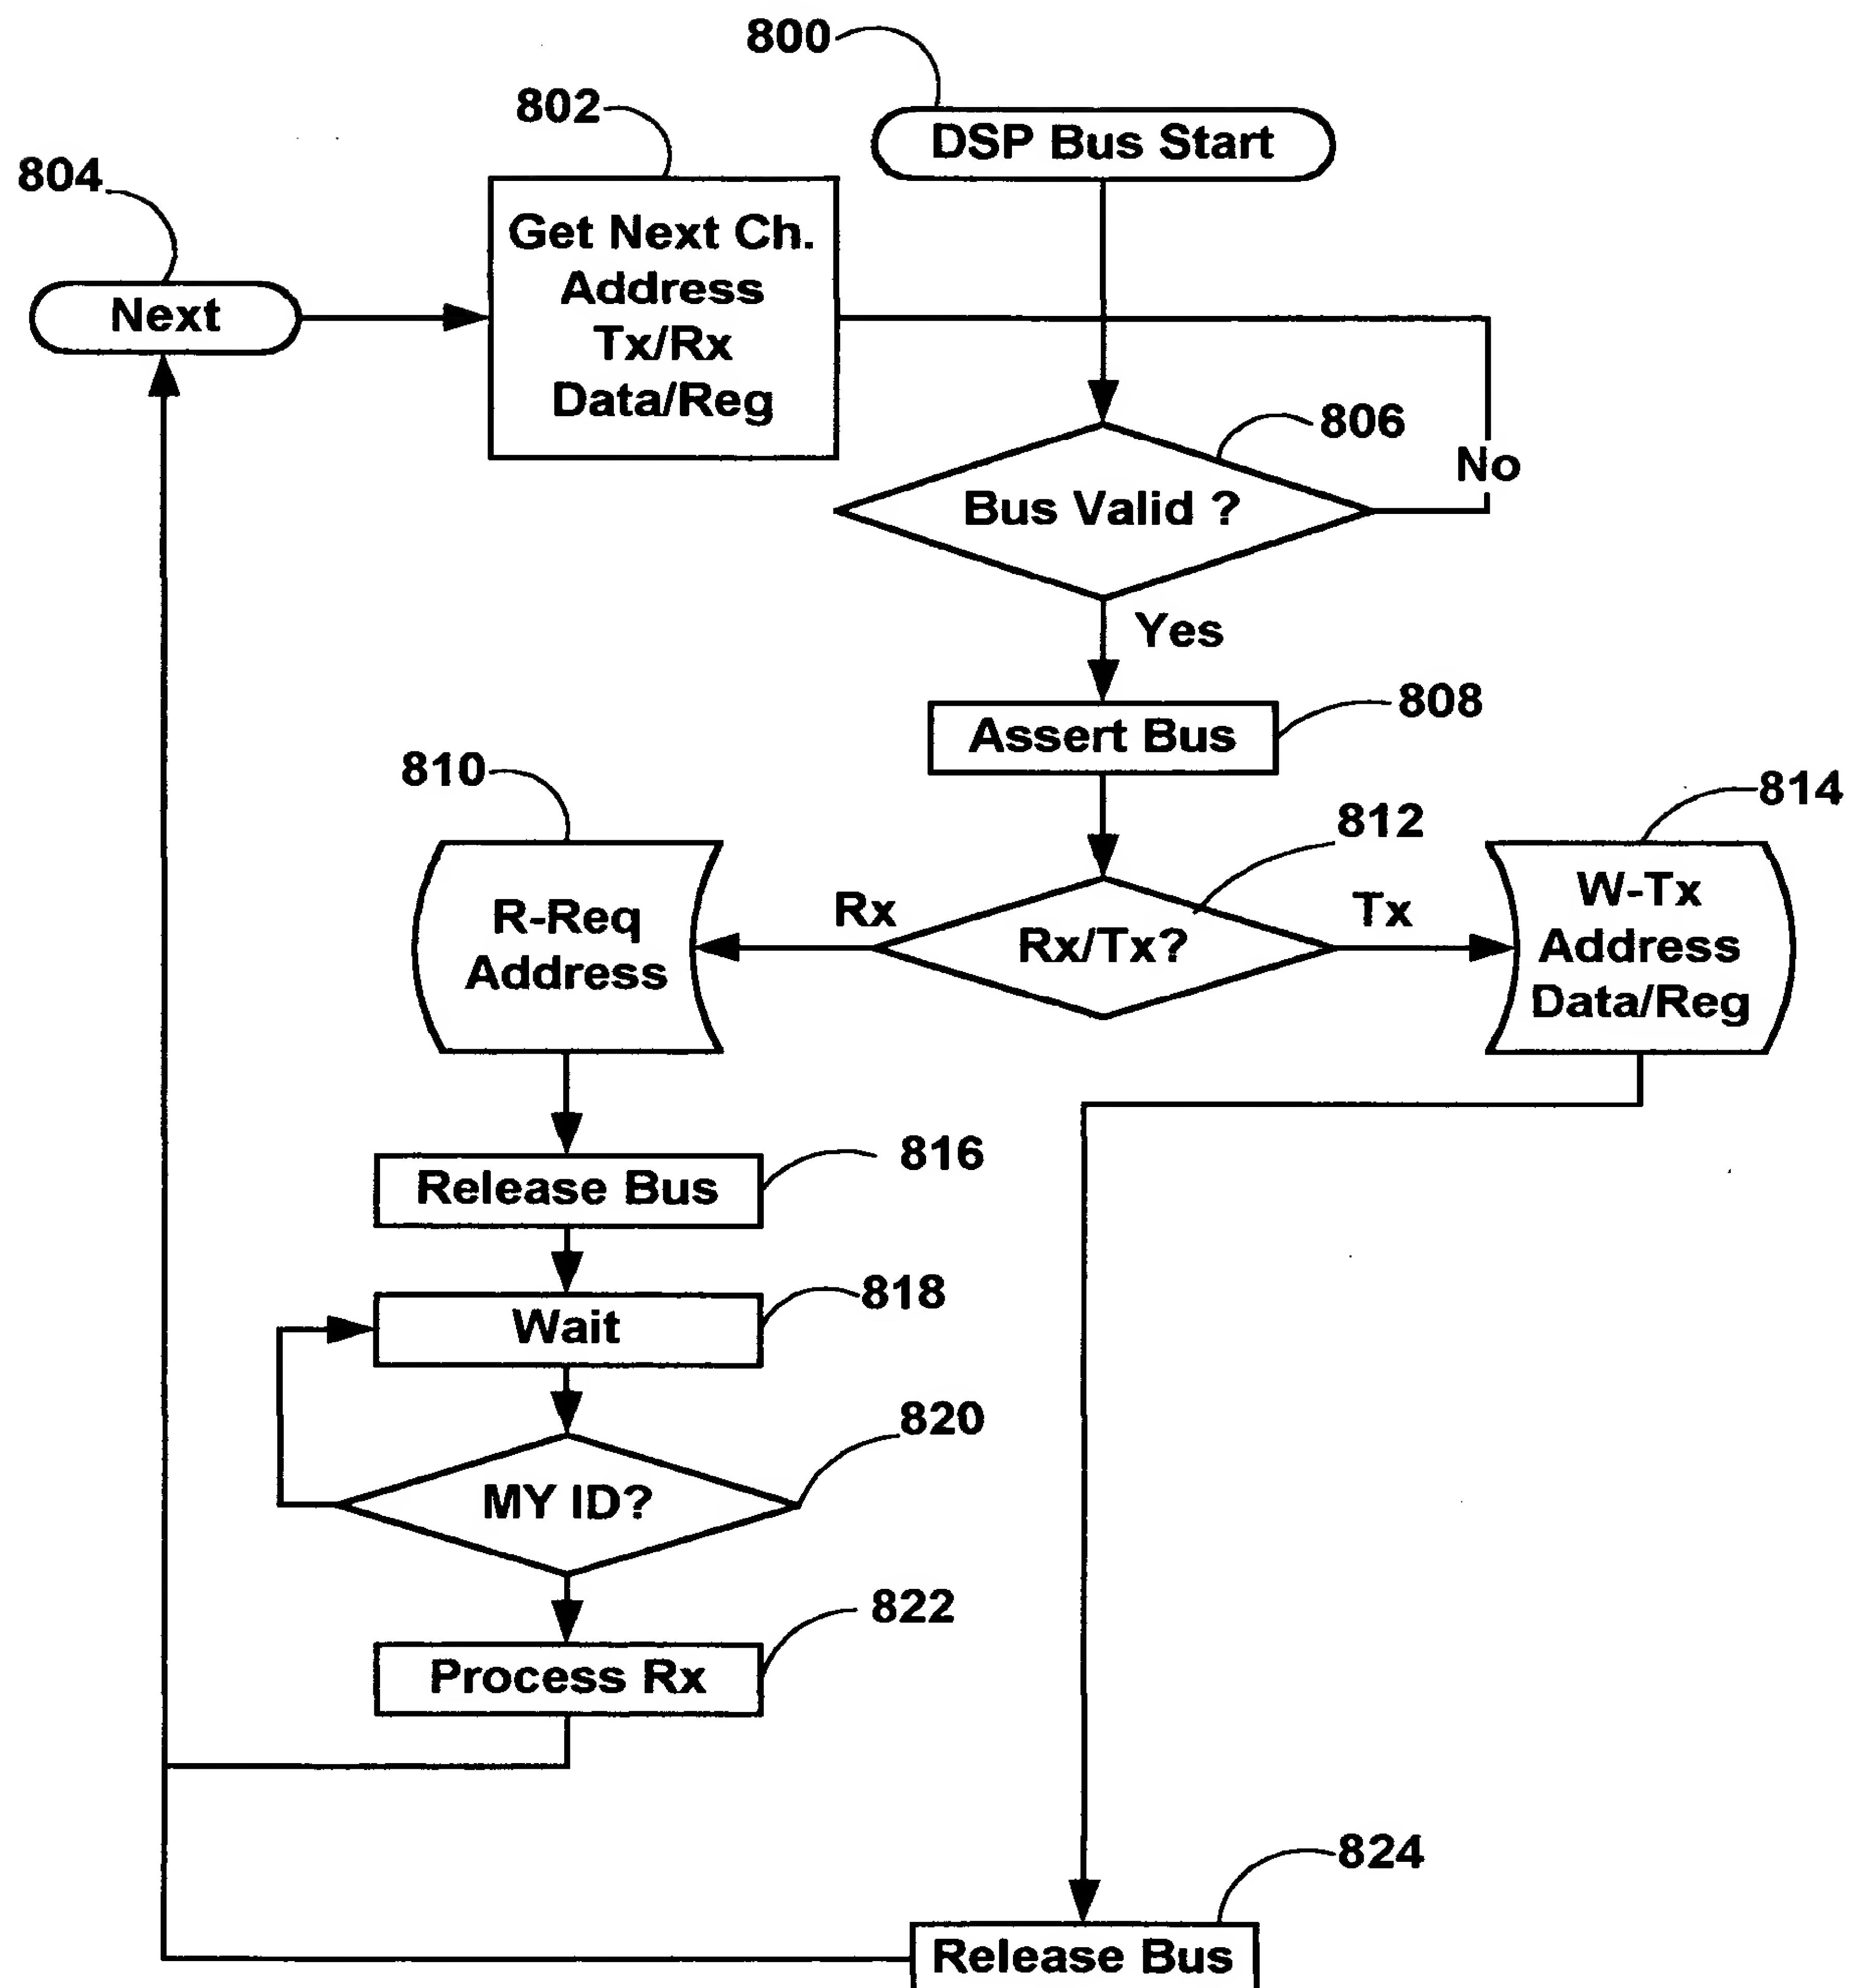 800
DSP Bus Start
802
Get Next Ch.
Address
Tx/Rx
Data/Reg
804
Next
806
Bus Valid ?
No
Yes
808
Assert Bus
810
R-Req
Address
812
Rx
Rx/Tx?
Tx
814
W-Tx
Address
Data/Reg
816
Release Bus
818
Wait
820
MY ID?
822
Process Rx
824
Release Bus